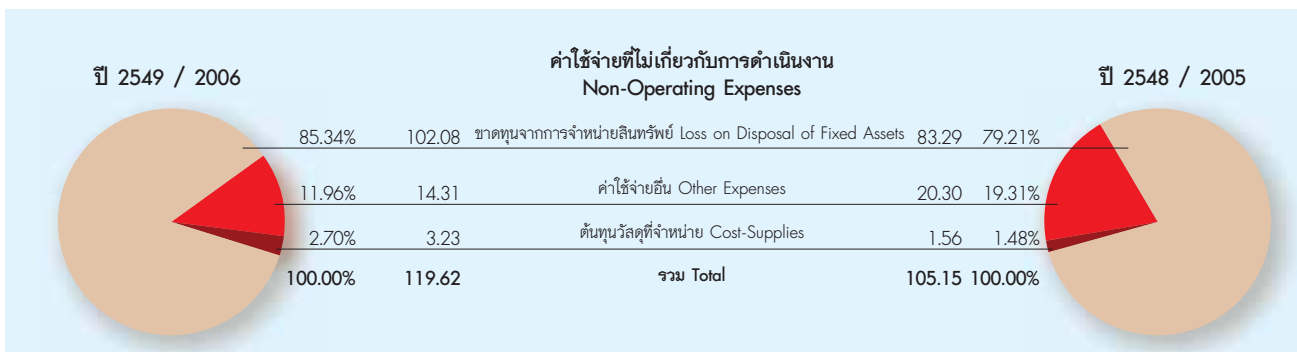 ค่าใช้จ่ายที่ไม่เกี่ยวกับการดำเนินงาน
Non-Operating Expenses
ปี 2549 / 2006
ปี 2548 / 2005
85.34% 102.08 ขาดทุนจากการจำหน่ายสินทรัพย์ Loss on Disposal of Fixed Assets 83.29 79.21%
11.96% 14.31 ค่าใช้จ่ายอื่น Other Expenses 20.30 19.31%
2.70% 3.23 ต้นทุนวัสดุที่จำหน่าย Cost-Supplies 1.56 1.48%
100.00% 119.62 รวม Total 105.15 100.00%